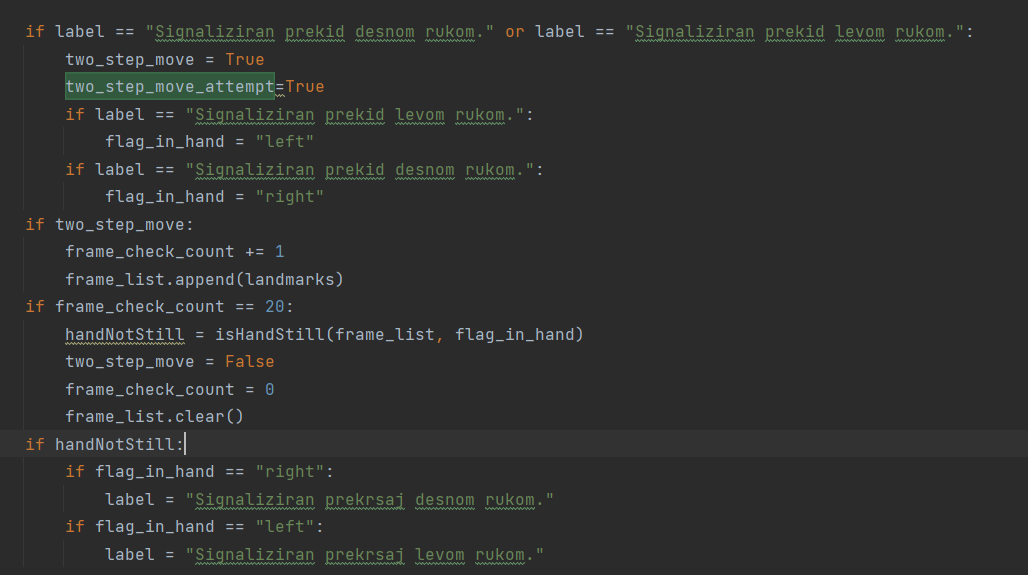 if label == "Signaliziran prekid desnom rukom." or label == "Signaliziran prekid levom rukom.":
    two_step_move = True
    two_step_move_attempt=True
    if label == "Signaliziran prekid levom rukom.":
        flag_in_hand = "left"
    if label == "Signaliziran prekid desnom rukom.":
        flag_in_hand = "right"
if two_step_move:
    frame_check_count += 1
    frame_list.append(landmarks)
if frame_check_count == 20:
    handNotStill = isHandStill(frame_list, flag_in_hand)
    two_step_move = False
    frame_check_count = 0
    frame_list.clear()
if handNotStill:
    if flag_in_hand == "right":
        label = "Signaliziran prekrsaj desnom rukom."
    if flag_in_hand == "left":
        label = "Signaliziran prekrsaj levom rukom."